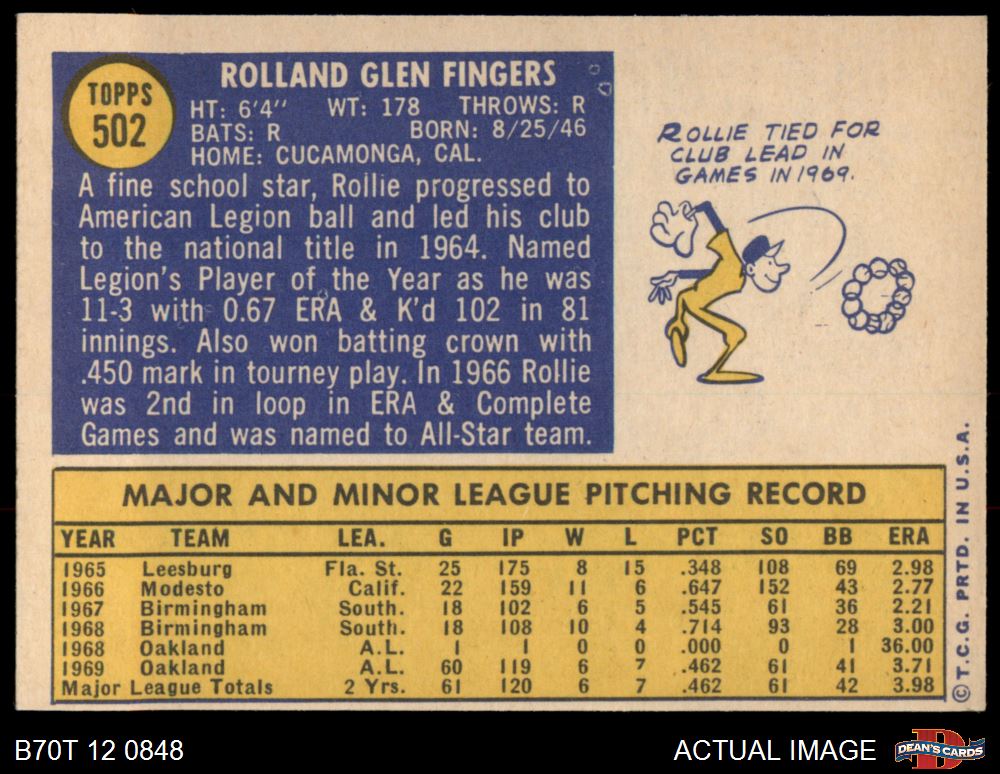 TOPPS
502
ROLLAND GLEN FINGERS
HT: 6'4" WT: 178 THROWS: R
BATS: R BORN: 8/25/46
HOME: CUCAMONGA, CAL.
A fine school star, Rollie progressed to
American Legion ball and led his club
to the national title in 1964. Named
Legion's Player of the Year as he was
11-3 with 0.67 ERA & K'd 102 in 81
innings. Also won batting crown with
.450 mark in tourney play. In 1966 Rollie
was 2nd in loop in ERA & Complete
Games and was named to All-Star team.
ROLLIE TIED FOR
CLUB LEAD IN
GAMES IN 1969.
MAJOR AND MINOR LEAGUE PITCHING RECORD
YEAR TEAM LEA. G IP W L PCT SO BB ERA
1965 Leesburg Fla. St. 25 175 8 15 .348 108 69 2.98
1966 Modesto Calif. 22 159 11 6 .647 152 43 2.77
1967 Birmingham South. 18 102 6 5 .545 61 36 2.21
1968 Birmingham South. 18 108 10 4 .714 93 28 3.00
1968 Oakland A.L. 1 1 0 0 .000 0 1 36.00
1969 Oakland A.L. 60 119 6 7 .462 61 41 3.71
Major League Totals 2 Yrs. 61 120 6 7 .462 61 42 3.98
© T.C.G. PRTD. IN U.S.A.
B70T 12 0848
ACTUAL IMAGE
D
DEAN'S CARDS